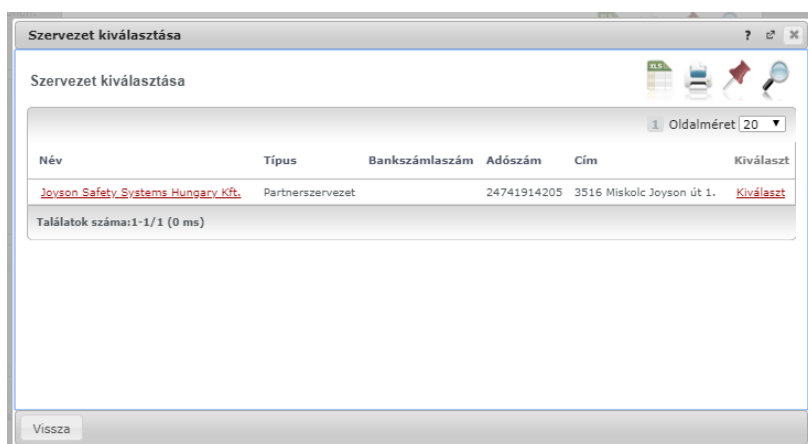 Szervezet kiválasztása ?
Szervezet kiválasztása XLS
1 Oldalméret 20
Név Típus Bankszámlaszám Adószám Cím Kiválaszt
Joyson Safety Systems Hungary Kft. Partnerszervezet 24741914205 3516 Miskolc Joyson út 1. Kiválaszt
Találatok száma:1-1/1 (0 ms)
Vissza